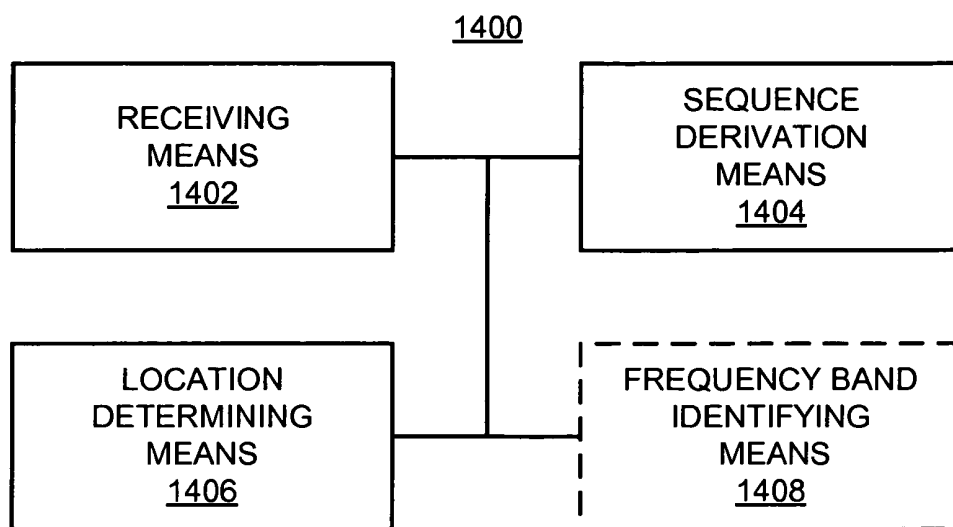 1400
RECEIVING
MEANS
1402
SEQUENCE
DERIVATION
MEANS
1404
LOCATION
DETERMINING
MEANS
1406
FREQUENCY BAND
IDENTIFYING
MEANS
1408